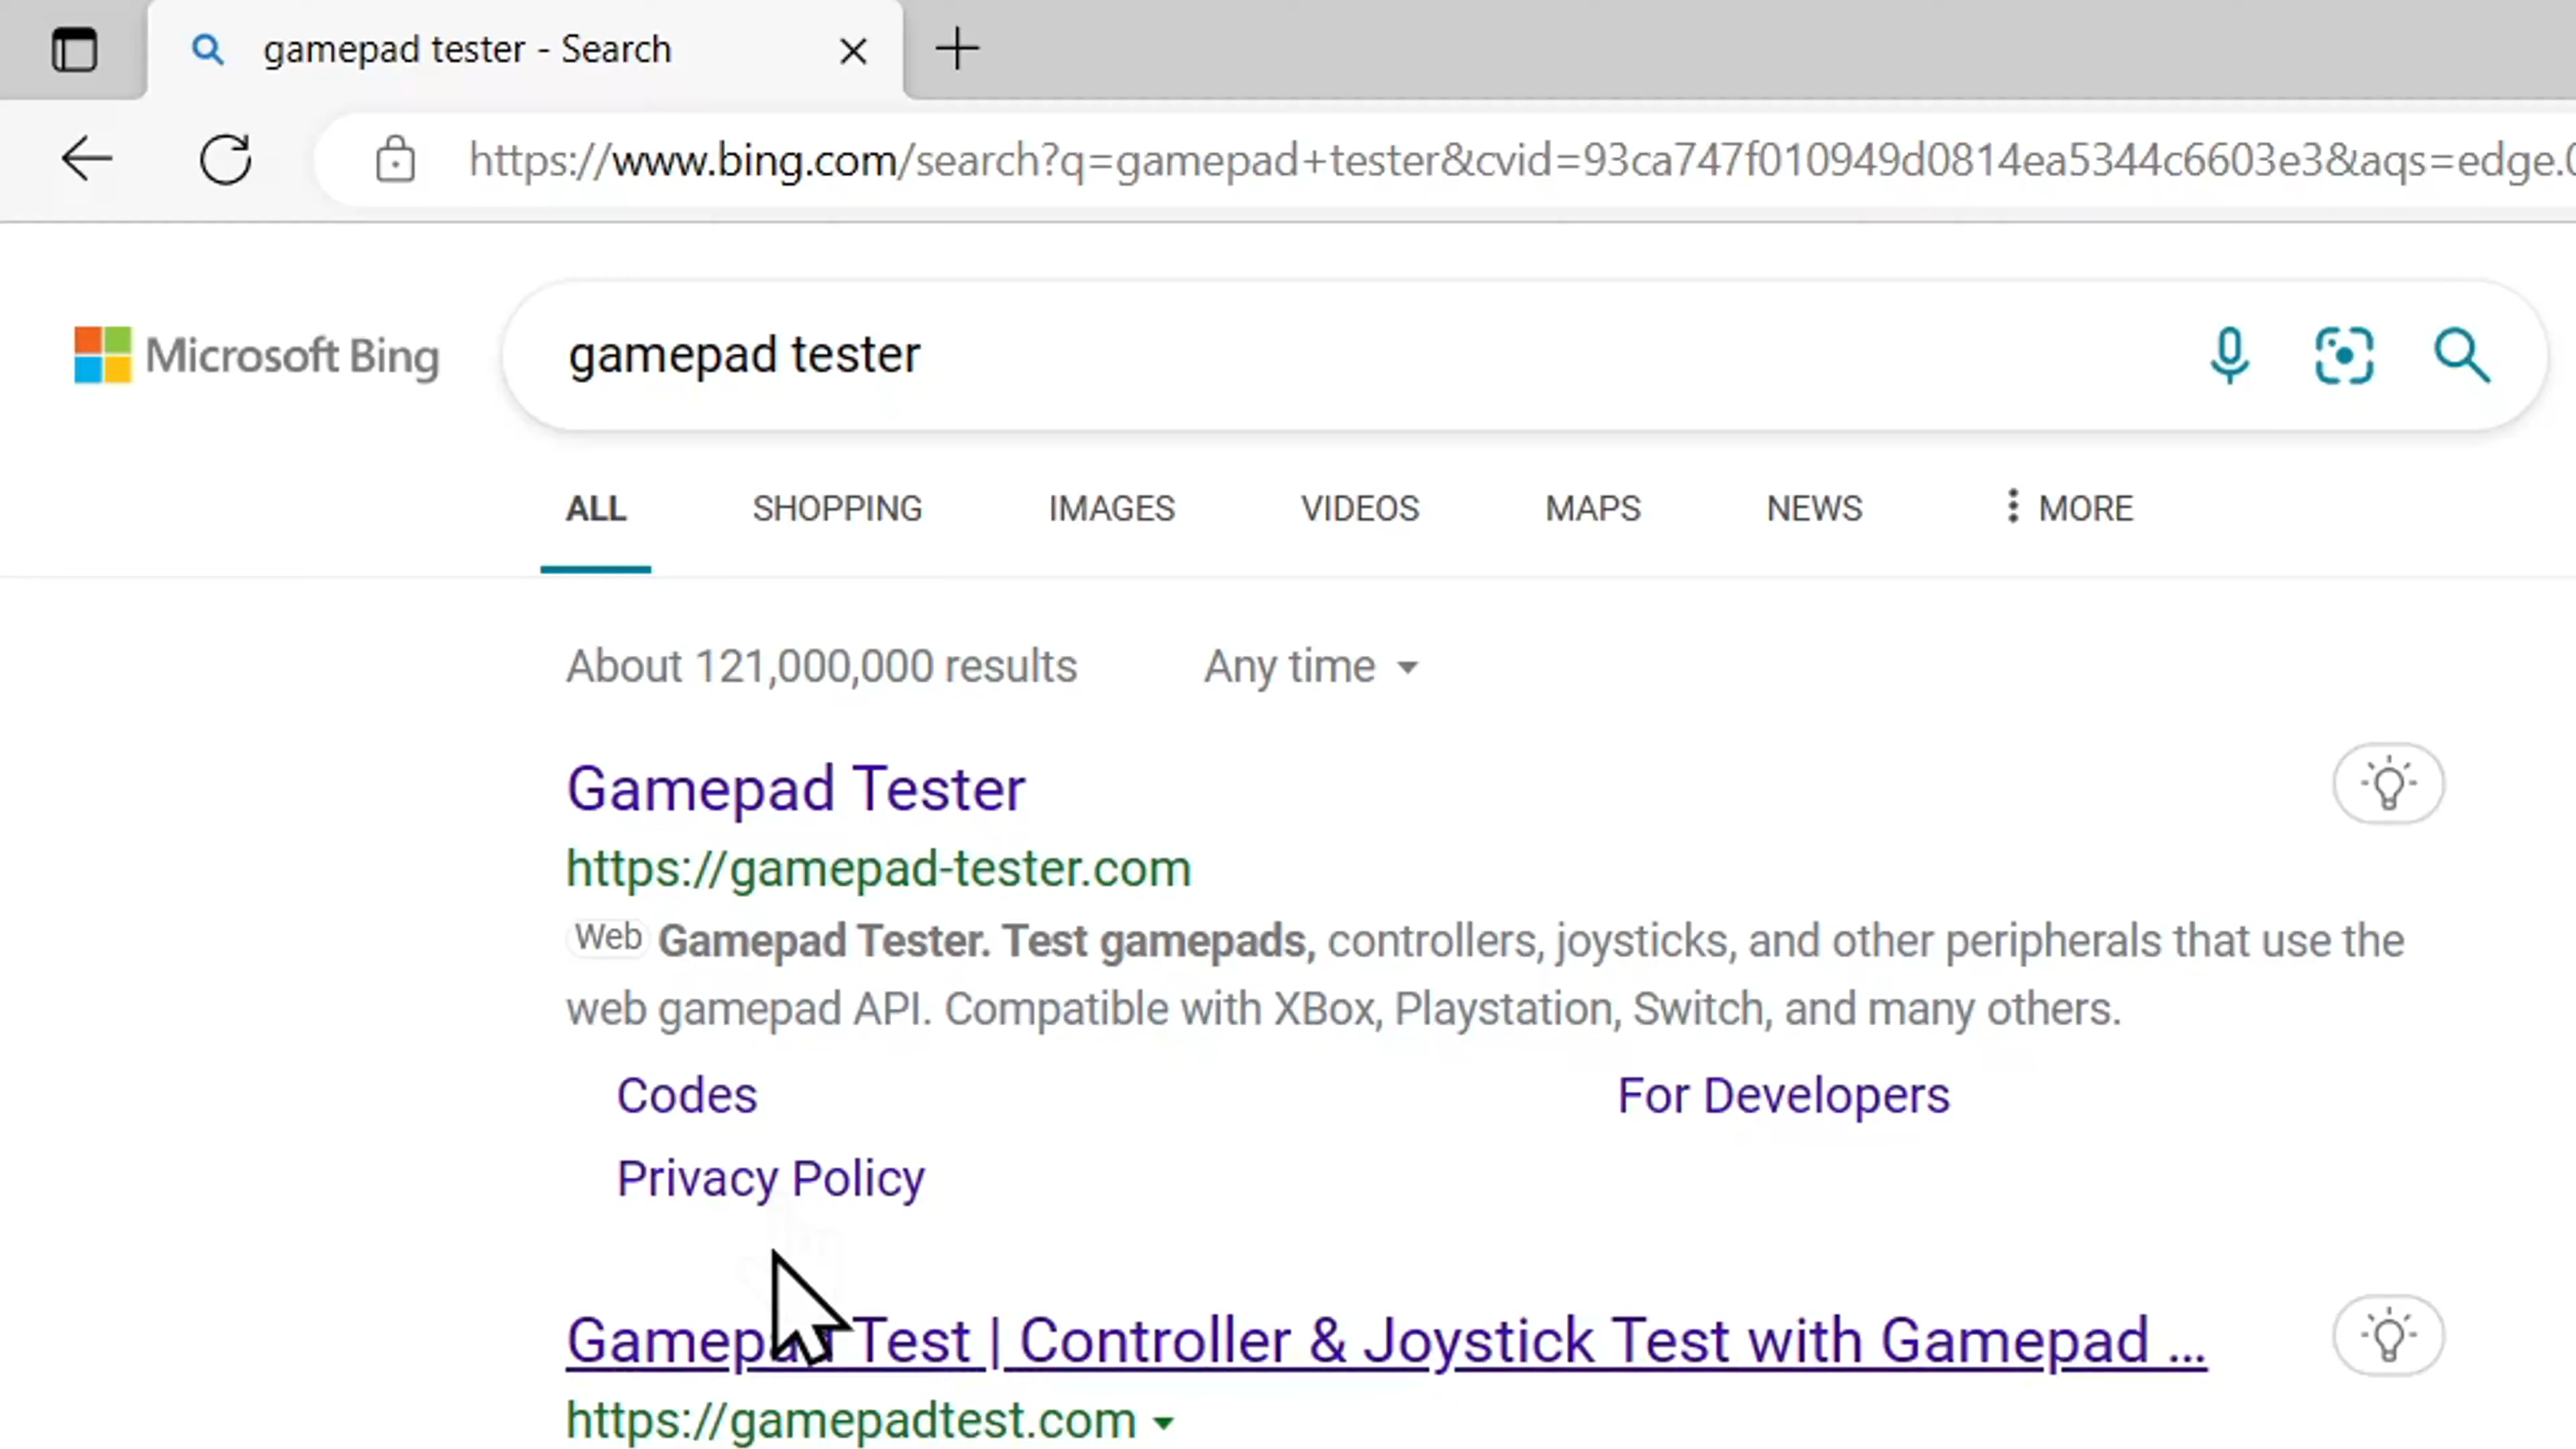 gamepad tester - Search
https://www.bing.com/search?q=gamepad+tester&cvid=93ca747f010949d0814ea5344c6603e3&aqs=edge.0
Microsoft Bing
gamepad tester
ALL SHOPPING IMAGES VIDEOS MAPS NEWS MORE
About 121,000,000 results Any time
Gamepad Tester
https://gamepad-tester.com
Web Gamepad Tester. Test gamepads, controllers, joysticks, and other peripherals that use the
web gamepad API. Compatible with XBox, Playstation, Switch, and many others.
Codes For Developers
Privacy Policy
Gamepad Test | Controller & Joystick Test with Gamepad ...
https://gamepadtest.com